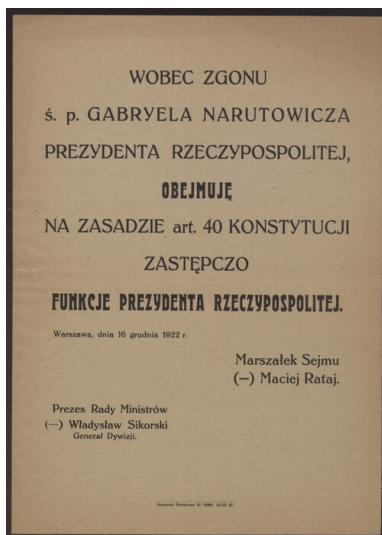 WOBEC ZGONU
ś. p. GABRYELA NARUTOWICZA
PREZYDENTA RZECZYPOSPOLITEJ,
OBEJMUJĘ
NA ZASADZIE art. 40 KONSTYTUCJI
ZASTĘPCZO
FUNKCJE PREZYDENTA RZECZYPOSPOLITEJ.
Warszawa, dnia 16 grudnia 1922 r.
Marszałek Sejmu
(—) Maciej Rataj.
Prezes Rady Ministrów
(—) Władysław Sikorski
Generał Dywizji.